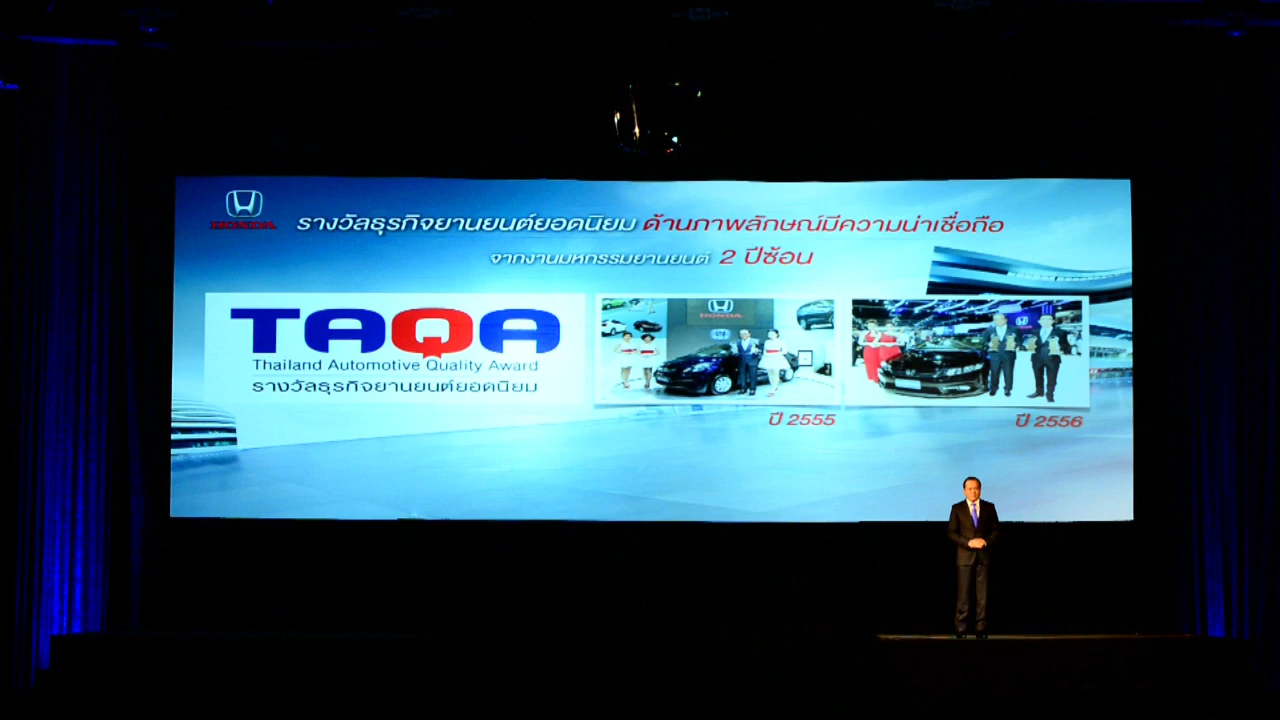 HONDA
รางวัลธุรกิจยานยนต์ยอดนิยม ด้านภาพลักษณ์มีความน่าเชื่อถือ
จากงานมหกรรมยานยนต์ 2 ปีซ้อน
TAQA
Thailand Automotive Quality Award
รางวัลธุรกิจยานยนต์ยอดนิยม
HONDA
ปี 2555
ปี 2556